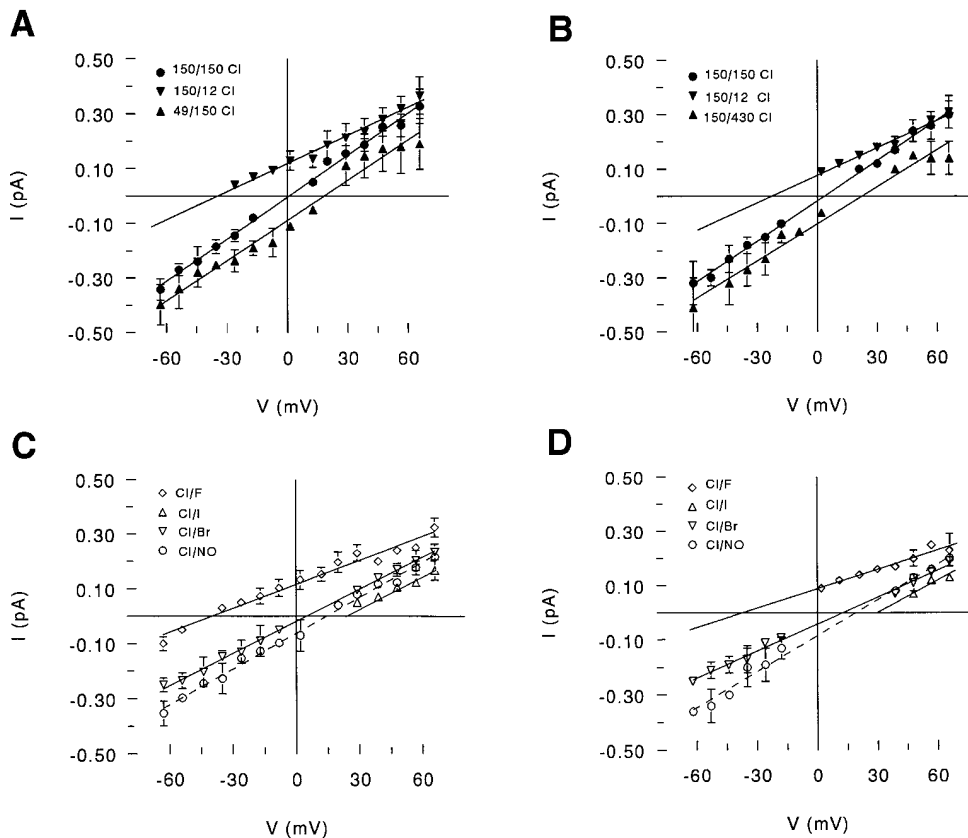 A
0.50
0.30
0.10
-0.10
-0.30
-0.50
I (pA)
150/150 Cl
150/12 Cl
49/150 Cl
-60
-30
0
30
60
V (mV)
B
0.50
0.30
0.10
-0.10
-0.30
-0.50
I (pA)
150/150 Cl
150/12 Cl
150/430 Cl
-60
-30
0
30
60
V (mV)
C
0.50
0.30
0.10
-0.10
-0.30
-0.50
I (pA)
Cl/F
Cl/I
Cl/Br
Cl/NO
-60
-30
0
30
60
V (mV)
D
0.50
0.30
0.10
-0.10
-0.30
-0.50
I (pA)
Cl/F
Cl/I
Cl/Br
Cl/NO
-60
-30
0
30
60
V (mV)